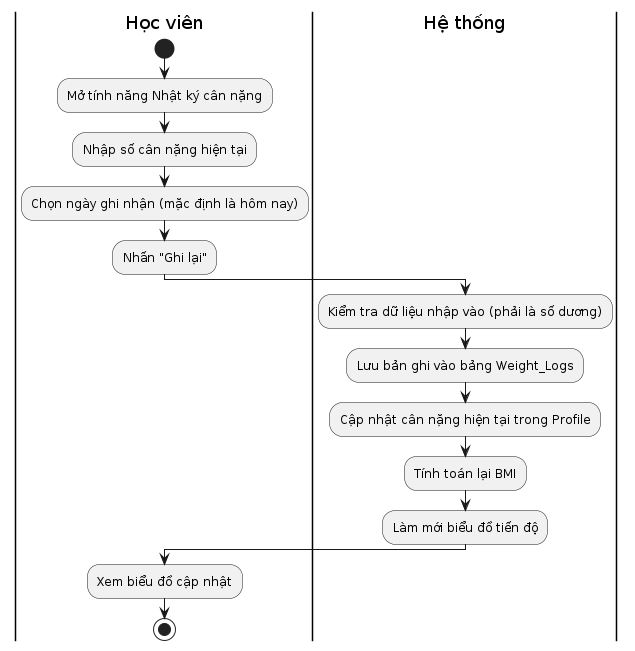 Học viên
Hệ thống
Mở tính năng Nhật ký cân nặng
Nhập số cân nặng hiện tại
Chọn ngày ghi nhận (mặc định là hôm nay)
Nhấn "Ghi lại"
Kiểm tra dữ liệu nhập vào (phải là số dương)
Lưu bản ghi vào bảng Weight_Logs
Cập nhật cân nặng hiện tại trong Profile
Tính toán lại BMI
Làm mới biểu đồ tiến độ
Xem biểu đồ cập nhật